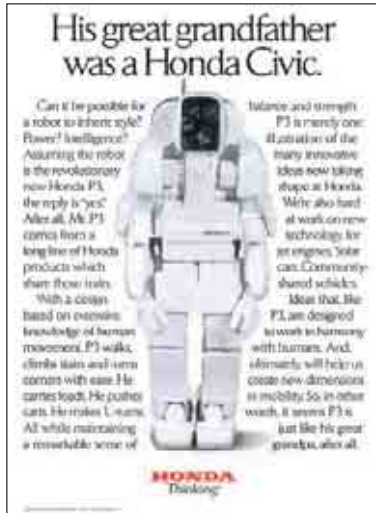 His great grandfather
was a Honda Civic.
Can it be possible for
a robot to inherit style?
Power? Intelligence?
Assuming the robot
is the revolutionary
new Honda P3,
the reply is "yes."
After all, Mr. P3
comes from a
long line of Honda
products which
share those traits.
With a design
based on extensive
knowledge of human
movement, P3 walks,
climbs stairs and turns
corners with ease. He
carries loads. He pushes
carts. He makes U-turns.
All while maintaining
a remarkable sense of
balance and strength.
P3 is merely one
illustration of the
many innovative
ideas now taking
shape at Honda.
We're also hard
at work on new
technology for
jet engines. Solar
cars. Community-
shared vehicles.
Ideas that, like
P3, are designed
to work in harmony
with humans. And,
ultimately, will help us
create new dimensions
in mobility. So, in other
words, it seems P3 is
just like his great
grandpa, after all.
HONDA
Thinking.